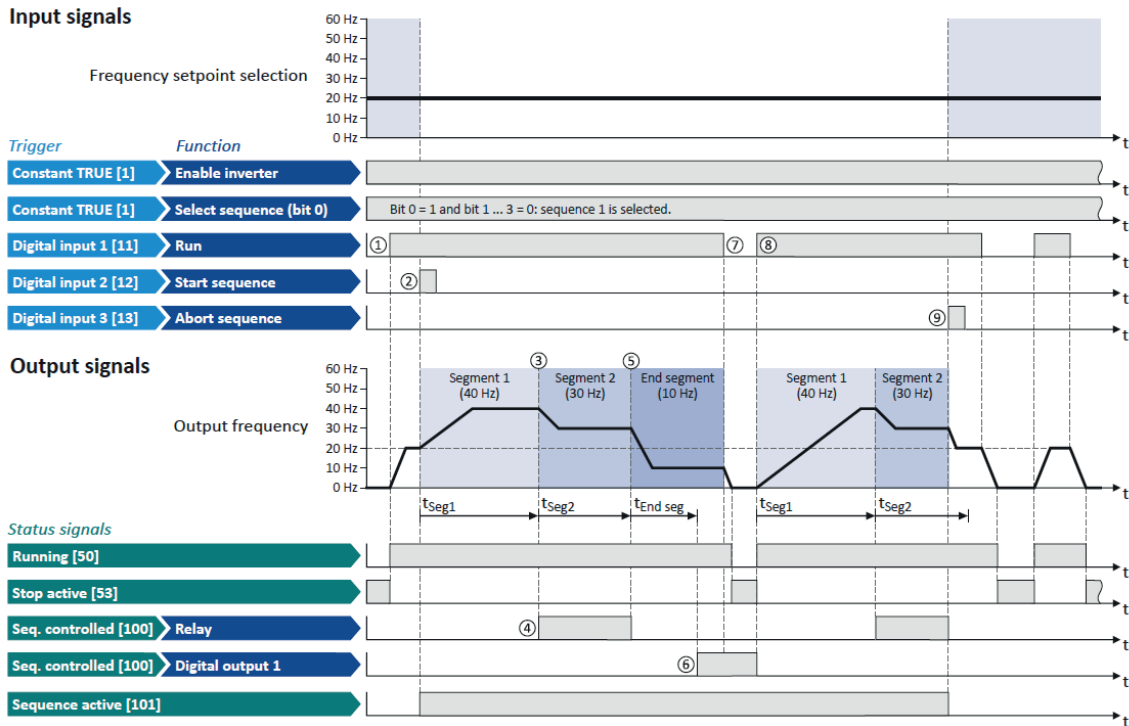 Input signals
60 Hz
50 Hz
40 Hz
Frequency setpoint selection
30 Hz
20 Hz
10 Hz
0 Hz
t
Trigger Function
Constant TRUE [1] Enable inverter
t
Constant TRUE [1] Select sequence (bit 0) Bit 0 = 1 and bit 1 ... 3 = 0: sequence 1 is selected.
t
Digital input 1 [11] Run ① ⑦ ⑧
t
Digital input 2 [12] Start sequence ②
t
Digital input 3 [13] Abort sequence ⑨
t
Output signals
③ ⑤
60 Hz
50 Hz
40 Hz
Output frequency
30 Hz
20 Hz
10 Hz
0 Hz
Segment 1
(40 Hz)
Segment 2
(30 Hz)
End segment
(10 Hz)
Segment 1
(40 Hz)
Segment 2
(30 Hz)
t
tSeg1 tSeg2 tEnd seg tSeg1 tSeg2
Status signals
Running [50]
t
Stop active [53]
t
Seq. controlled [100] Relay ④
t
Seq. controlled [100] Digital output 1 ⑥
t
Sequence active [101]
t